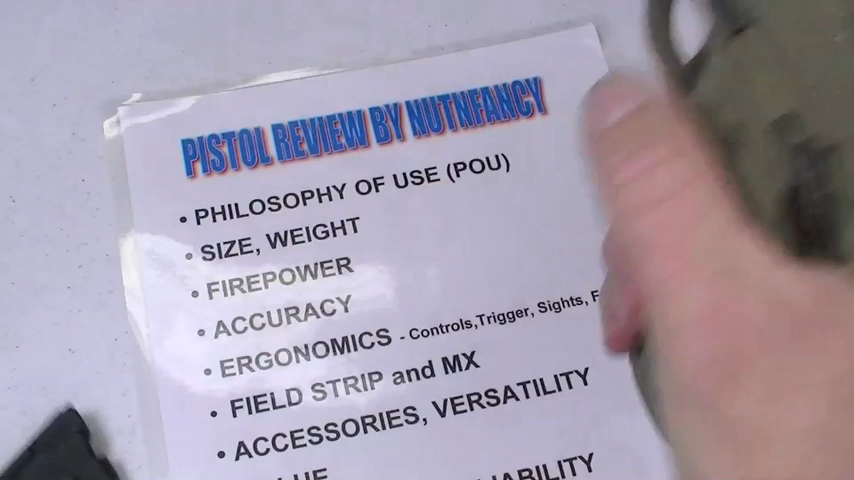 PISTOL REVIEW BY NUTNFANCY
• PHILOSOPHY OF USE (POU)
• SIZE, WEIGHT
• FIREPOWER
• ACCURACY
• ERGONOMICS - Controls,Trigger, Sights, F
• FIELD STRIP and MX
• ACCESSORIES, VERSATILITY